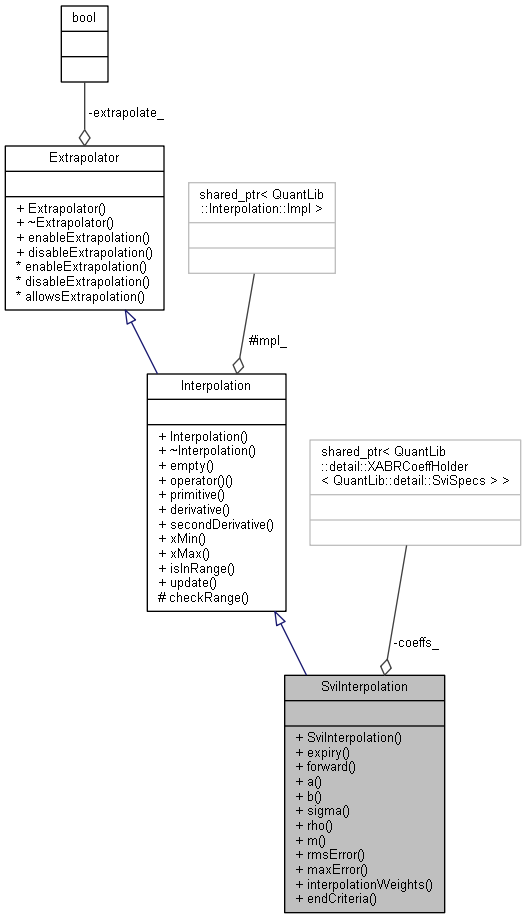 bool
-extrapolate_
Extrapolator
+ Extrapolator()
+ ~Extrapolator()
+ enableExtrapolation()
+ disableExtrapolation()
* enableExtrapolation()
* disableExtrapolation()
* allowsExtrapolation()
shared_ptr< QuantLib
::Interpolation::Impl >
#impl_
Interpolation
+ Interpolation()
+ ~Interpolation()
+ empty()
+ operator()()
+ primitive()
+ derivative()
+ secondDerivative()
+ xMin()
+ xMax()
+ isInRange()
+ update()
# checkRange()
shared_ptr< QuantLib
::detail::XABRCoeffHolder
< QuantLib::detail::SviSpecs > >
-coeffs_
SviInterpolation
+ SviInterpolation()
+ expiry()
+ forward()
+ a()
+ b()
+ sigma()
+ rho()
+ m()
+ rmsError()
+ maxError()
+ interpolationWeights()
+ endCriteria()